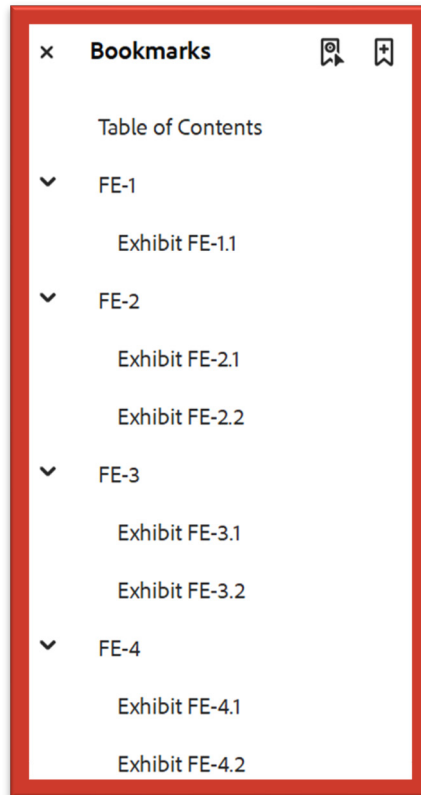 Bookmarks
Table of Contents
FE-1
Exhibit FE-1.1
FE-2
Exhibit FE-2.1
Exhibit FE-2.2
FE-3
Exhibit FE-3.1
Exhibit FE-3.2
FE-4
Exhibit FE-4.1
Exhibit FE-4.2